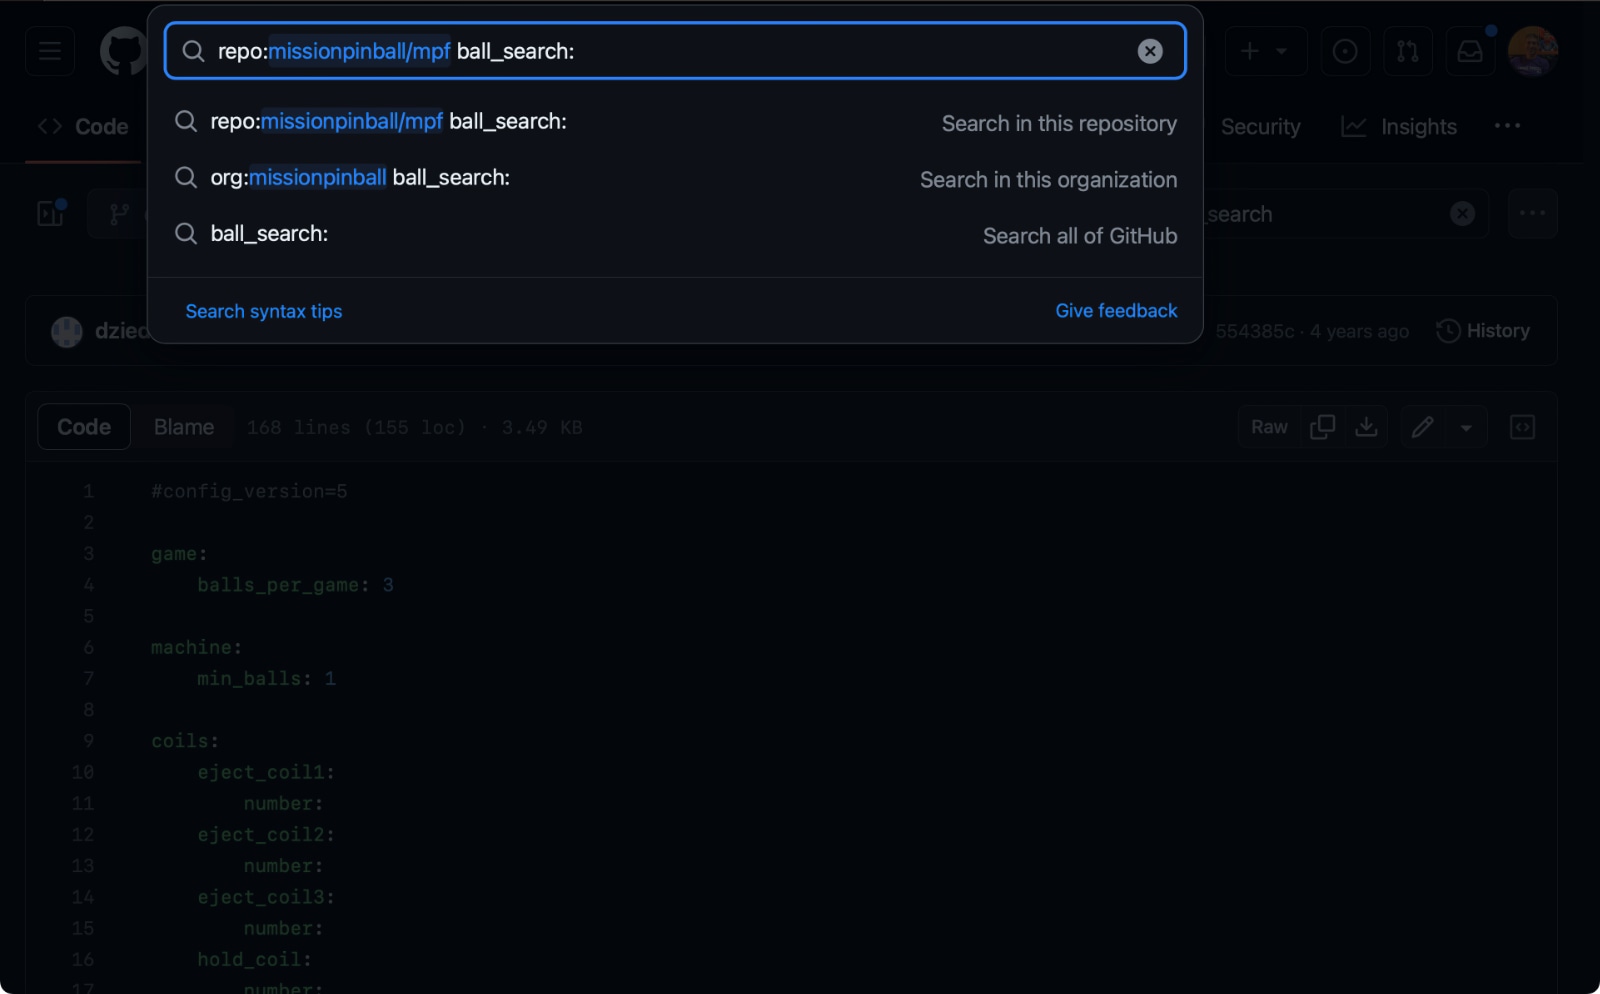 repo:missionpinball/mpf ball_search:
repo:missionpinball/mpf ball_search: Search in this repository
org:missionpinball ball_search: Search in this organization
ball_search: Search all of GitHub
Search syntax tips Give feedback
Code Security Insights
_search
dzied 554385c · 4 years ago History
Code Blame 168 lines (155 loc) · 3.49 KB Raw
1 #config_version=5
2
3 game:
4 balls_per_game: 3
5
6 machine:
7 min_balls: 1
8
9 coils:
10 eject_coil1:
11 number:
12 eject_coil2:
13 number:
14 eject_coil3:
15 number:
16 hold_coil:
17 number: